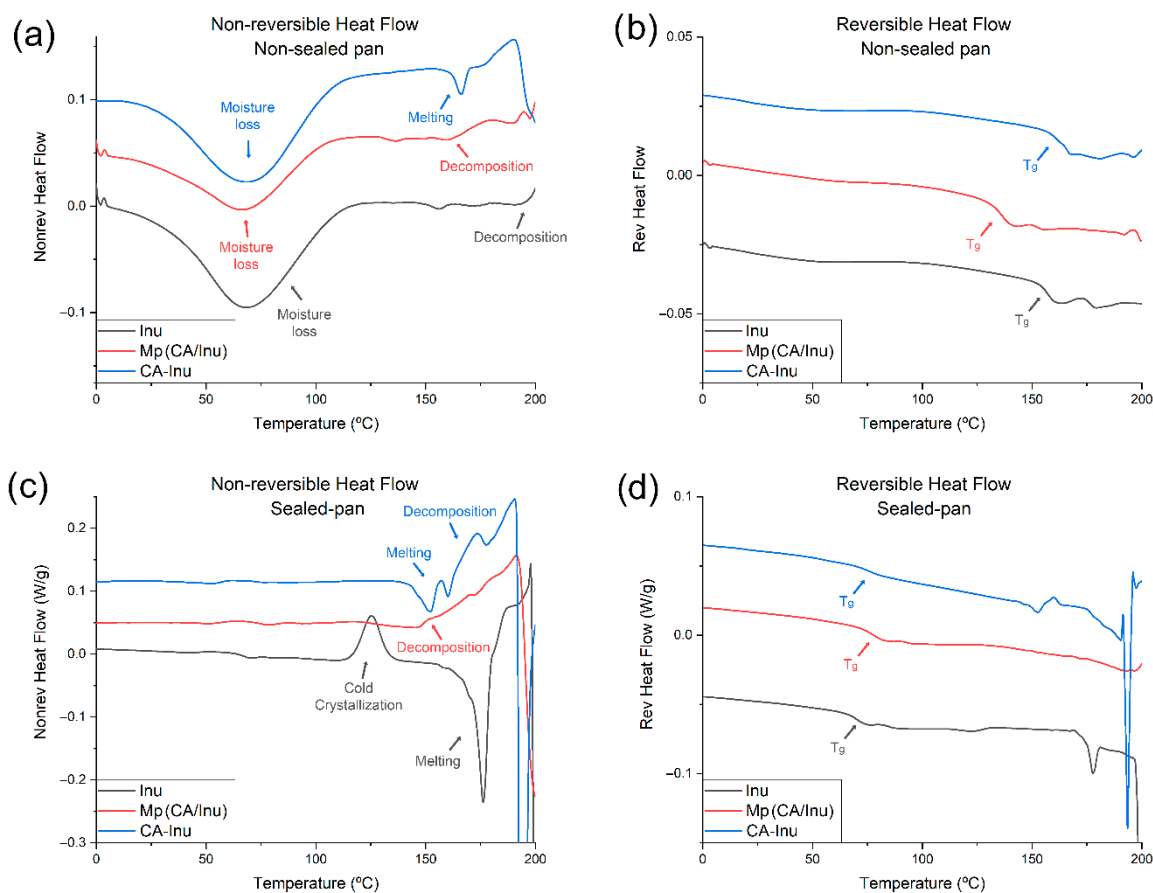 (a)
Non-reversible Heat Flow
Non-sealed pan
Nonrev Heat Flow
0.1
0.0
−0.1
Moisture
loss
Melting
Decomposition
Moisture
loss
Decomposition
Moisture
loss
Inu
Mp (CA/Inu)
CA-Inu
0
50
100
150
200
Temperature (ºC)
(b)
Reversible Heat Flow
Non-sealed pan
Rev Heat Flow
0.05
0.00
−0.05
Tg
Tg
Tg
Inu
Mp (CA/Inu)
CA-Inu
0
50
100
150
200
Temperature (ºC)
(c)
Non-reversible Heat Flow
Sealed-pan
Nonrev Heat Flow (W/g)
0.2
0.1
0.0
−0.1
−0.2
−0.3
Decomposition
Melting
Decomposition
Cold
Crystallization
Melting
Inu
Mp (CA/Inu)
CA-Inu
0
50
100
150
200
Temperature (ºC)
(d)
Reversible Heat Flow
Sealed-pan
Rev Heat Flow (W/g)
0.1
0.0
−0.1
Tg
Tg
Tg
Inu
Mp (CA/Inu)
CA-Inu
0
50
100
150
200
Temperature (ºC)